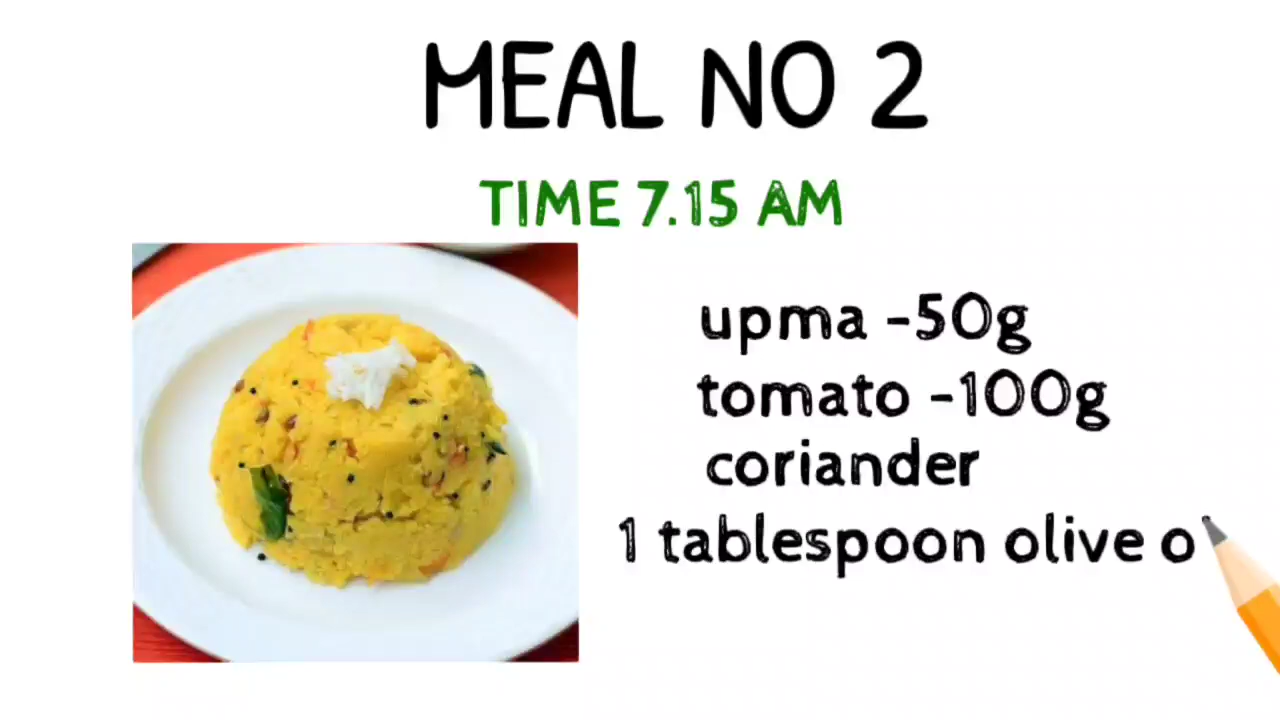 MEAL NO 2
TIME 7.15 AM
upma -50g
tomato -100g
coriander
1 tablespoon olive o